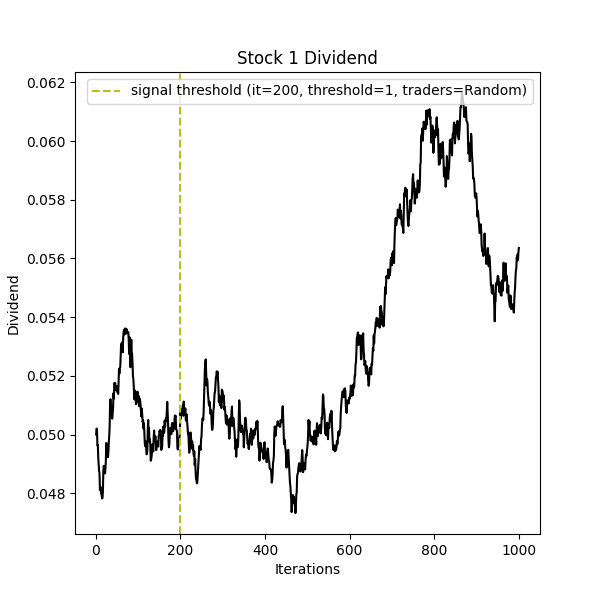 Stock 1 Dividend
signal threshold (it=200, threshold=1, traders=Random)
0.062
0.060
0.058
0.056
0.054
0.052
0.050
0.048
Dividend
0 200 400 600 800 1000
Iterations